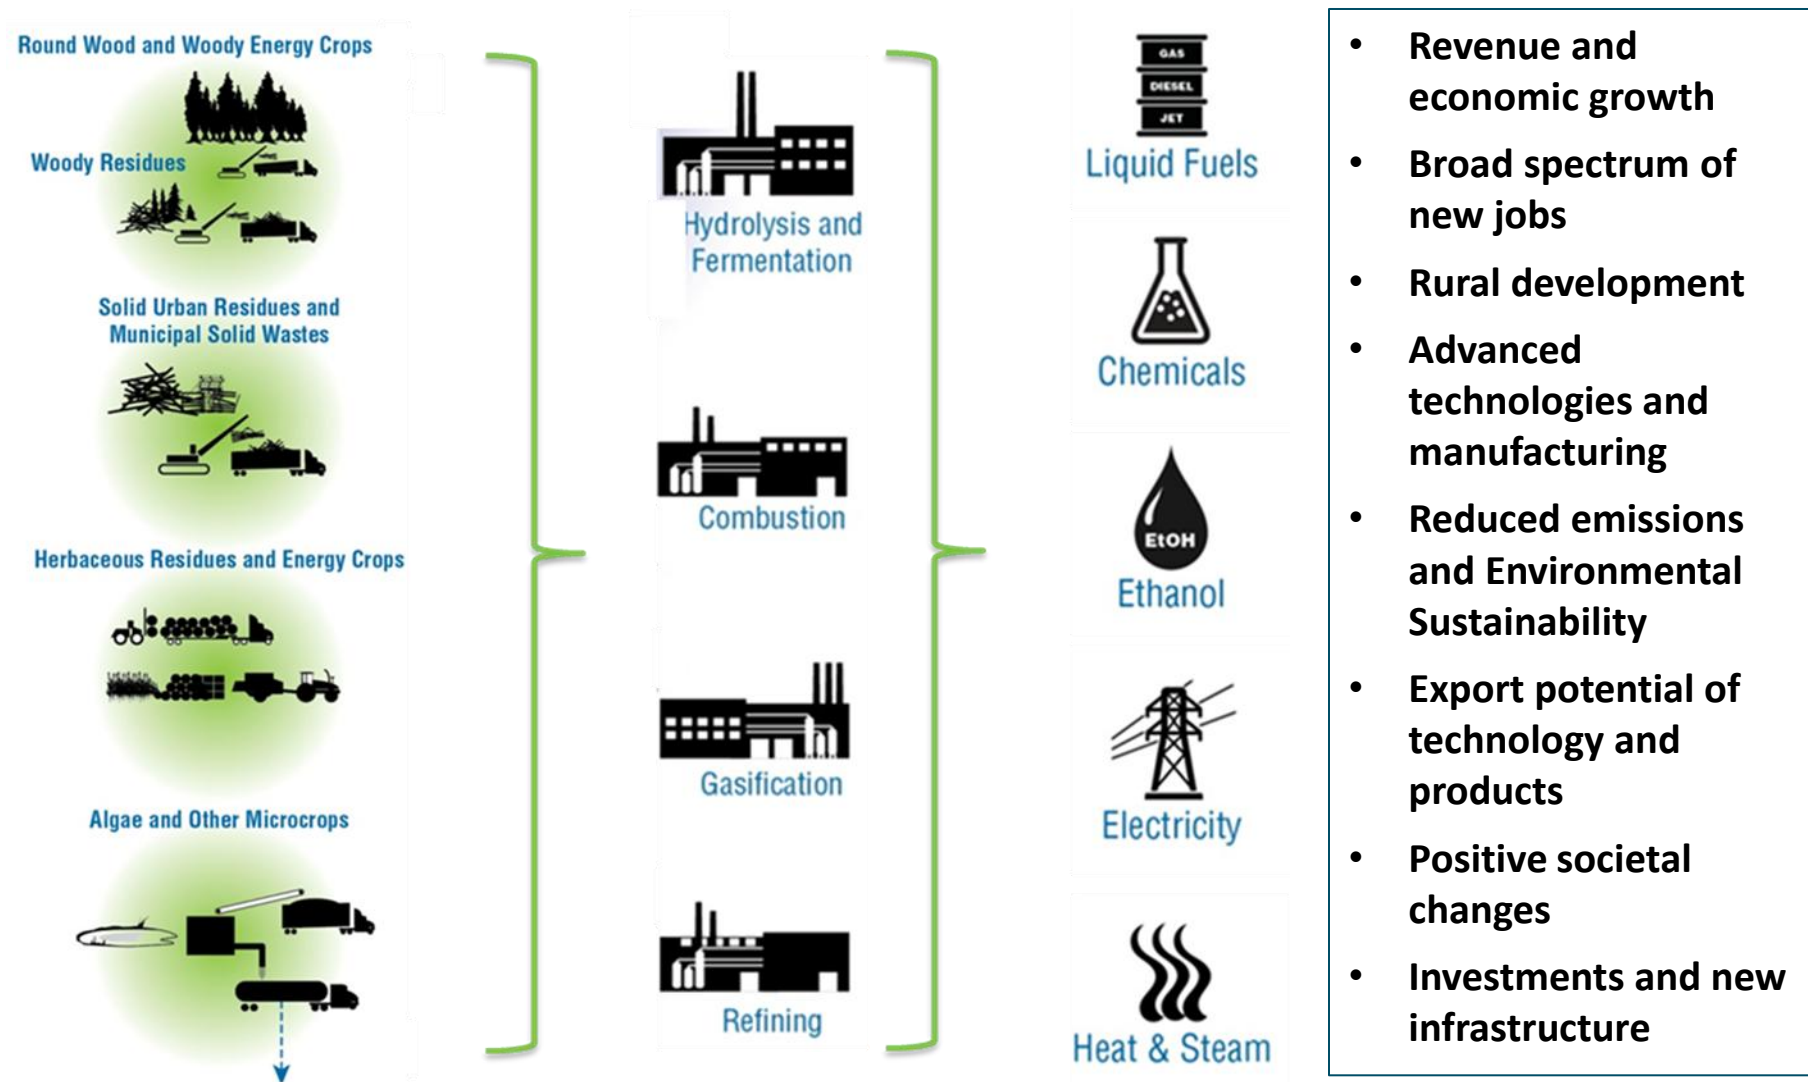 Round Wood and Woody Energy Crops
Woody Residues
Solid Urban Residues and
Municipal Solid Wastes
Herbaceous Residues and Energy Crops
Algae and Other Microcrops
Hydrolysis and
Fermentation
Combustion
Gasification
Refining
GAS
DIESEL
JET
Liquid Fuels
Chemicals
EtOH
Ethanol
Electricity
Heat & Steam
• Revenue and
economic growth
• Broad spectrum of
new jobs
• Rural development
• Advanced
technologies and
manufacturing
• Reduced emissions
and Environmental
Sustainability
• Export potential of
technology and
products
• Positive societal
changes
• Investments and new
infrastructure